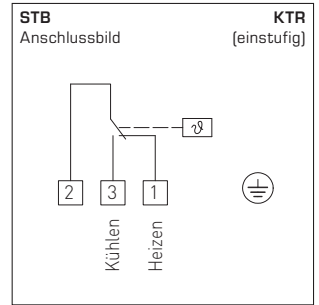 STB KTR
Anschlussbild (einstufig)
ϑ
2 3 1
Kühlen
Heizen